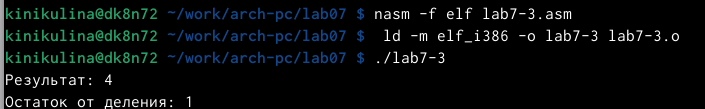 kinikulina@dk8n72 ~/work/arch-pc/lab07 $ nasm -f elf lab7-3.asm
kinikulina@dk8n72 ~/work/arch-pc/lab07 $  ld -m elf_i386 -o lab7-3 lab7-3.o
kinikulina@dk8n72 ~/work/arch-pc/lab07 $ ./lab7-3
Результат: 4
Остаток от деления: 1